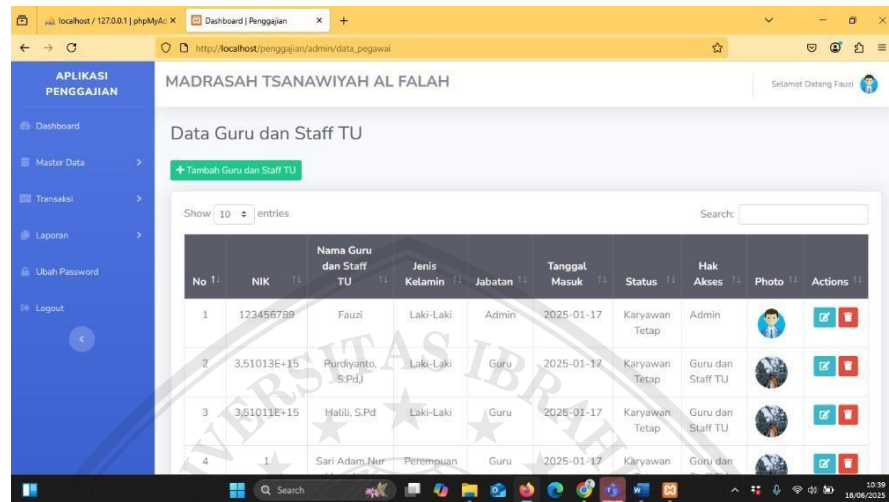 localhost / 127.0.0.1 | phpMyAd
Dashboard | Penggajian
http://localhost/penggajian/admin/data_pegawai
APLIKASI
PENGGAJIAN
MADRASAH TSANAWIYAH AL FALAH
Selamat Datang Fauzi
Dashboard
Master Data
Transaksi
Laporan
Ubah Password
Logout
Data Guru dan Staff TU
+ Tambah Guru dan Staff TU
Show 10 entries
Search:
No NIK Nama Guru dan Staff TU Jenis Kelamin Jabatan Tanggal Masuk Status Hak Akses Photo Actions
1 123456789 Fauzi Laki-Laki Admin 2025-01-17 Karyawan Tetap Admin
2 3,51013E+15 Purdiyanto, S.Pd,I Laki-Laki Guru 2025-01-17 Karyawan Tetap Guru dan Staff TU
3 3,51011E+15 Halili, S.Pd Laki-Laki Guru 2025-01-17 Karyawan Tetap Guru dan Staff TU
4 1 Sari Adam Nur Perempuan Guru 2025-01-17 Karyawan Guru dan
Search
10:39
18/06/2025